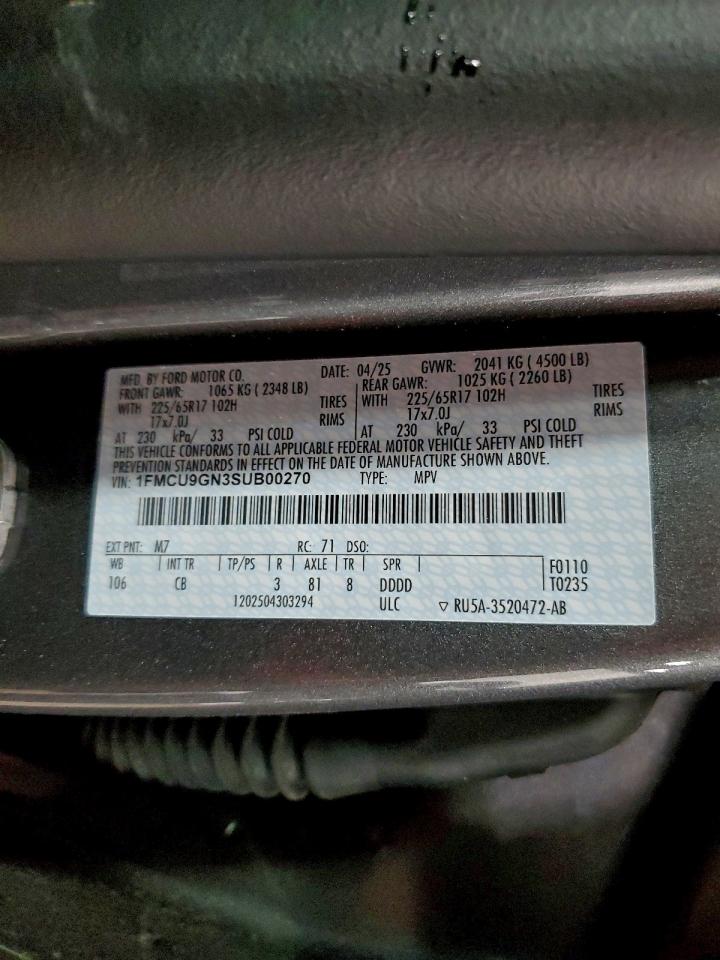 MFD. BY FORD MOTOR CO. DATE: 04/25 GVWR: 2041 KG ( 4500 LB)
FRONT GAWR: 1065 KG ( 2348 LB) REAR GAWR: 1025 KG ( 2260 LB)
WITH 225/65R17 102H TIRES WITH 225/65R17 102H TIRES
17x7.0J RIMS 17x7.0J RIMS
AT 230 kPa/ 33 PSI COLD AT 230 kPa/ 33 PSI COLD
THIS VEHICLE CONFORMS TO ALL APPLICABLE FEDERAL MOTOR VEHICLE SAFETY AND THEFT
PREVENTION STANDARDS IN EFFECT ON THE DATE OF MANUFACTURE SHOWN ABOVE.
VIN: 1FMCU9GN3SUB00270 TYPE: MPV
EXT PNT: M7 RC: 71 DSO:
WB INT TR TP/PS R AXLE TR SPR F0110
106 CB 3 81 8 DDDD T0235
1202504303294 ULC ▽ RU5A-3520472-AB